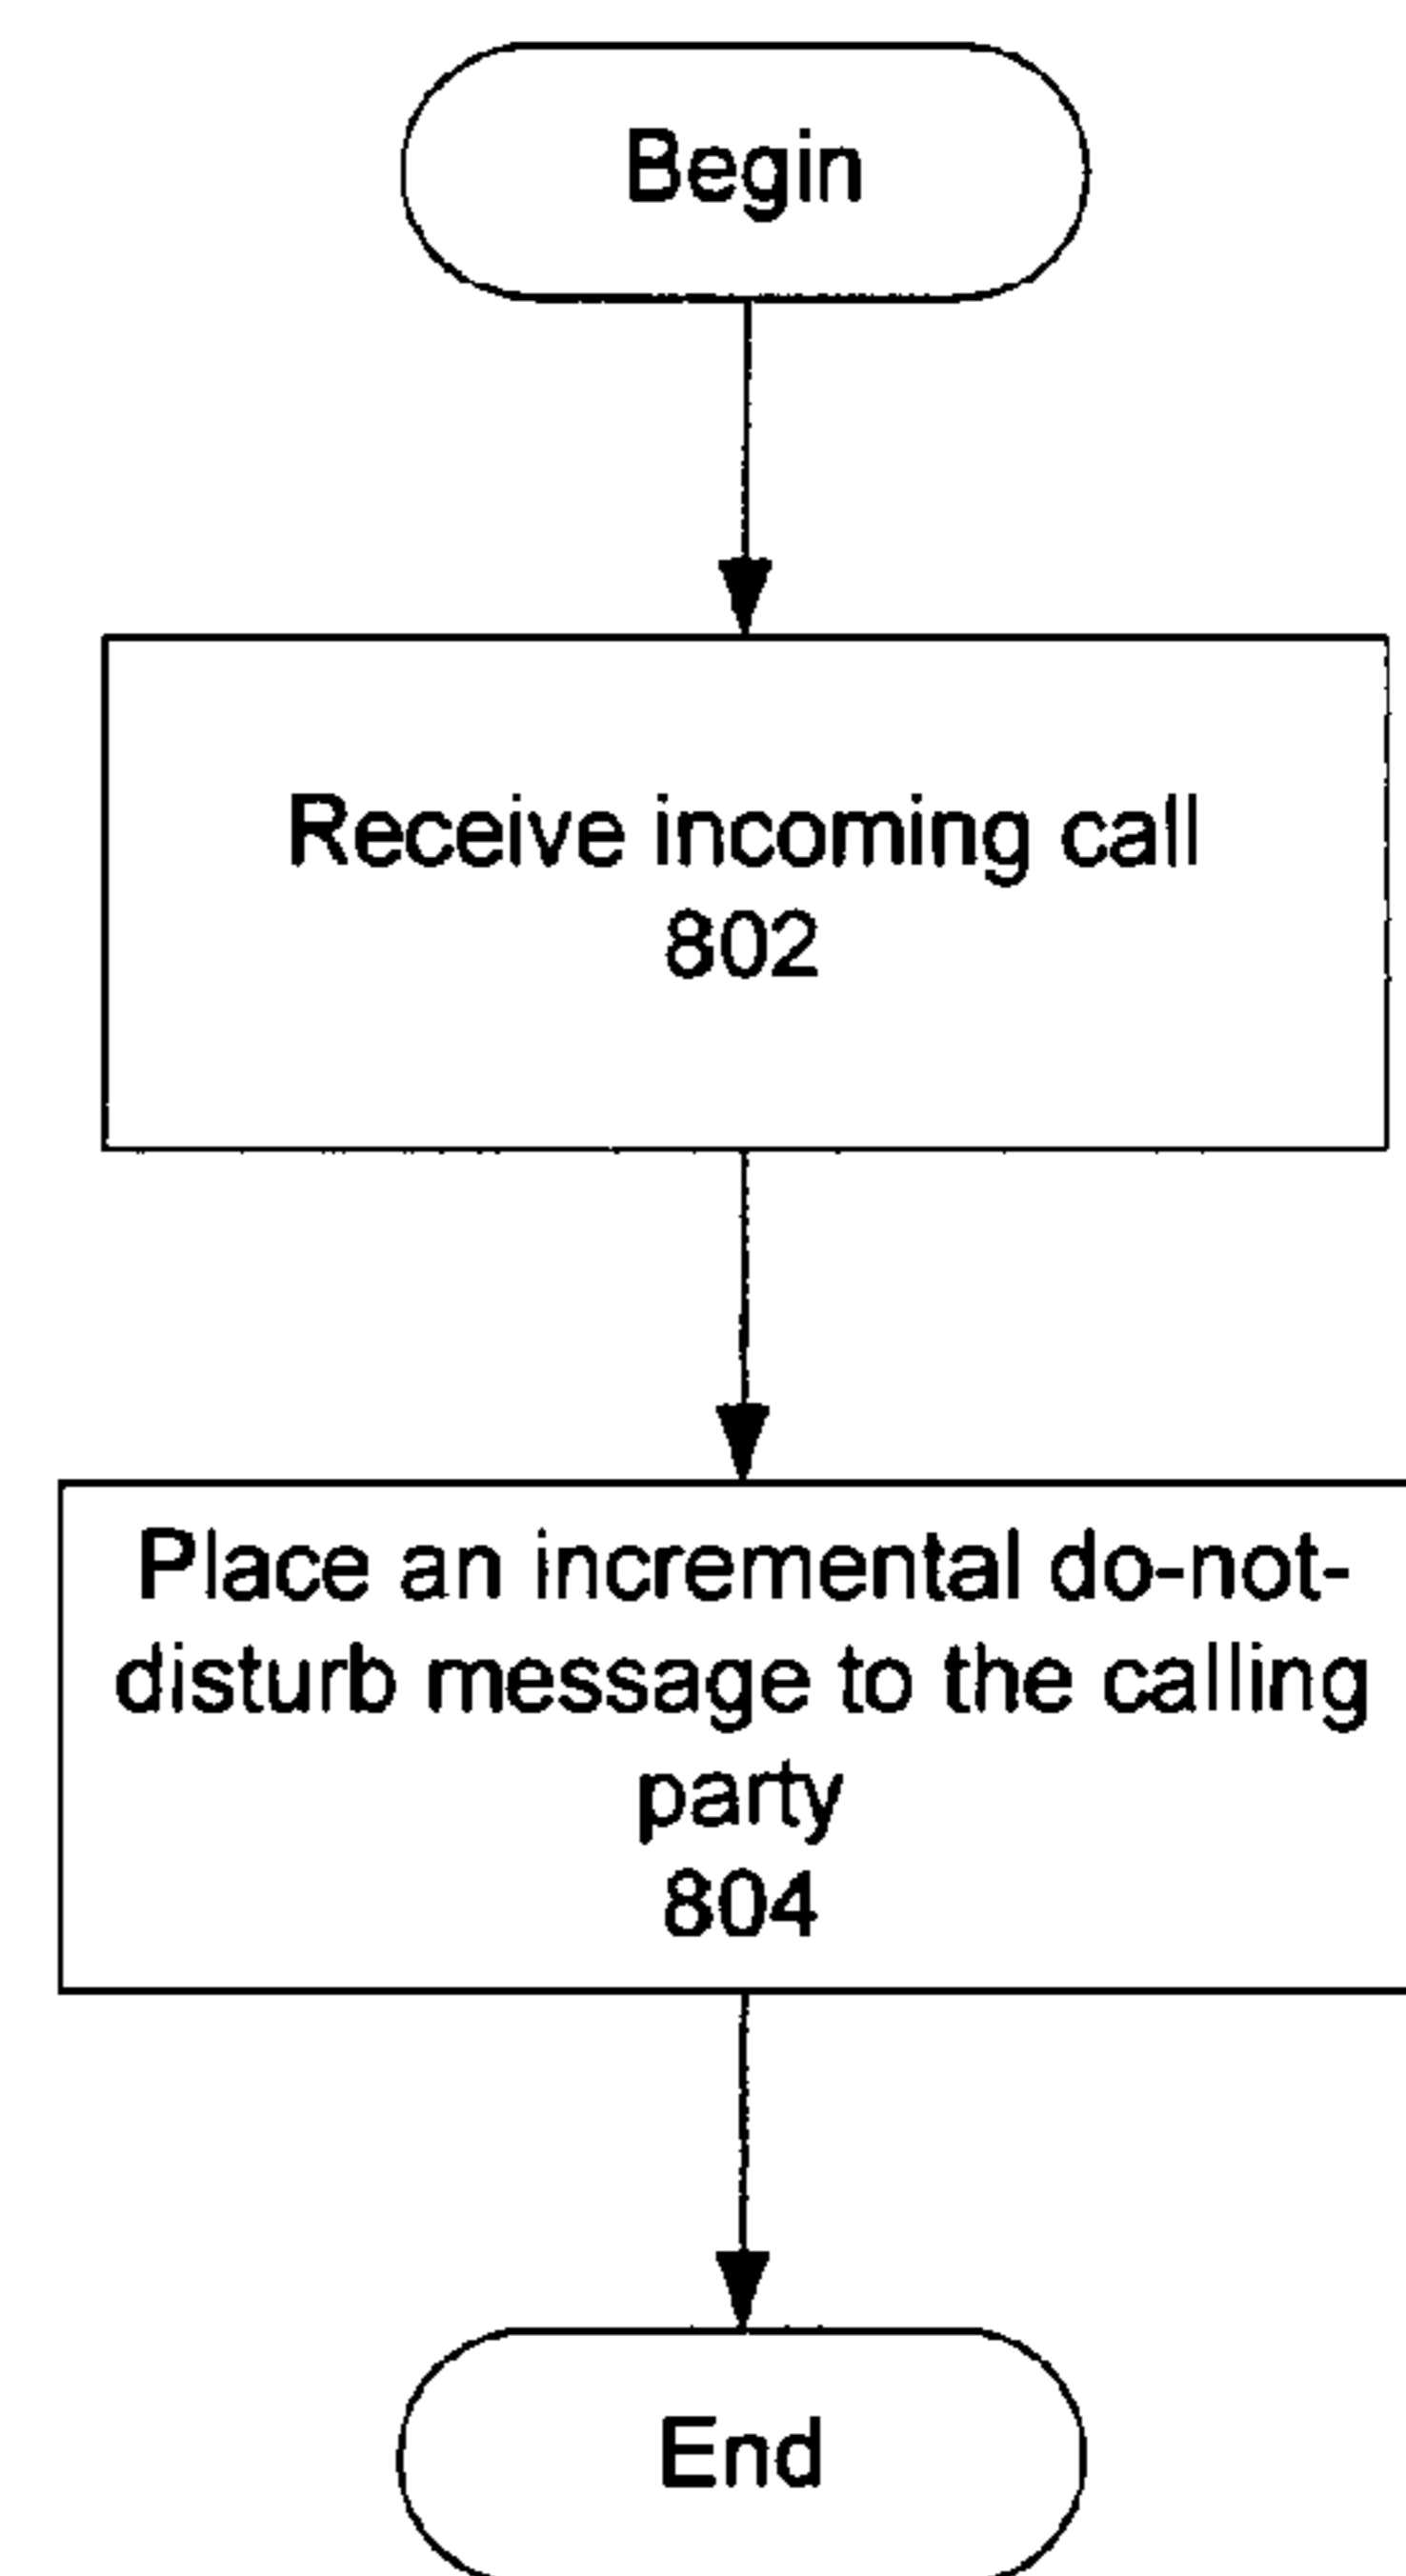 Begin
Receive incoming call
802
Place an incremental do-not-
disturb message to the calling
party
804
End